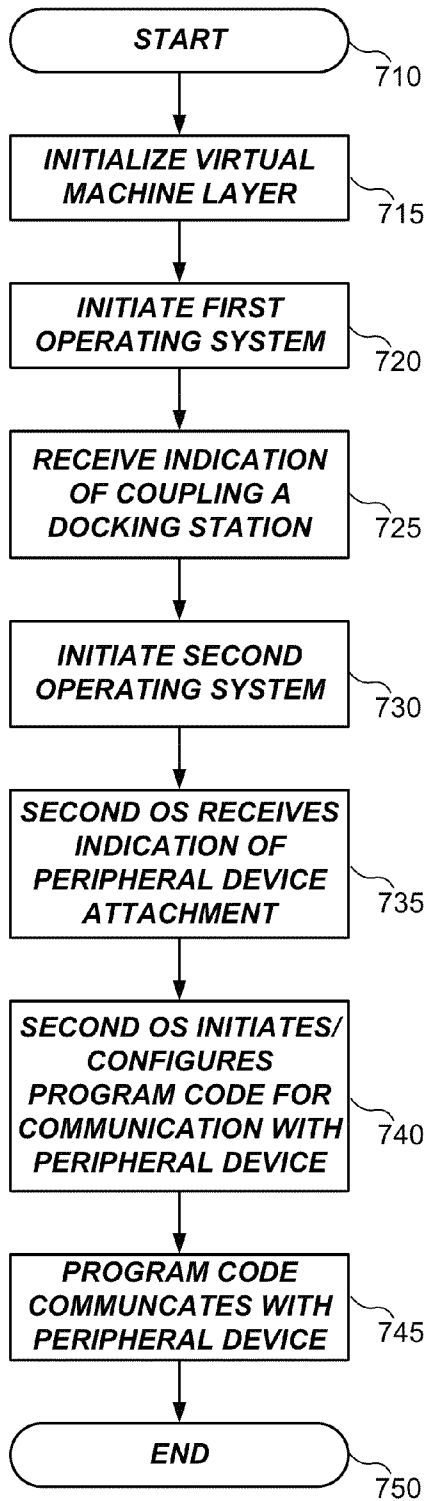 START
710
INITIALIZE VIRTUAL
MACHINE LAYER
715
INITIATE FIRST
OPERATING SYSTEM
720
RECEIVE INDICATION
OF COUPLING A
DOCKING STATION
725
INITIATE SECOND
OPERATING SYSTEM
730
SECOND OS RECEIVES
INDICATION OF
PERIPHERAL DEVICE
ATTACHMENT
735
SECOND OS INITIATES/
CONFIGURES
PROGRAM CODE FOR
COMMUNICATION WITH
PERIPHERAL DEVICE
740
PROGRAM CODE
COMMUNCATES WITH
PERIPHERAL DEVICE
745
END
750